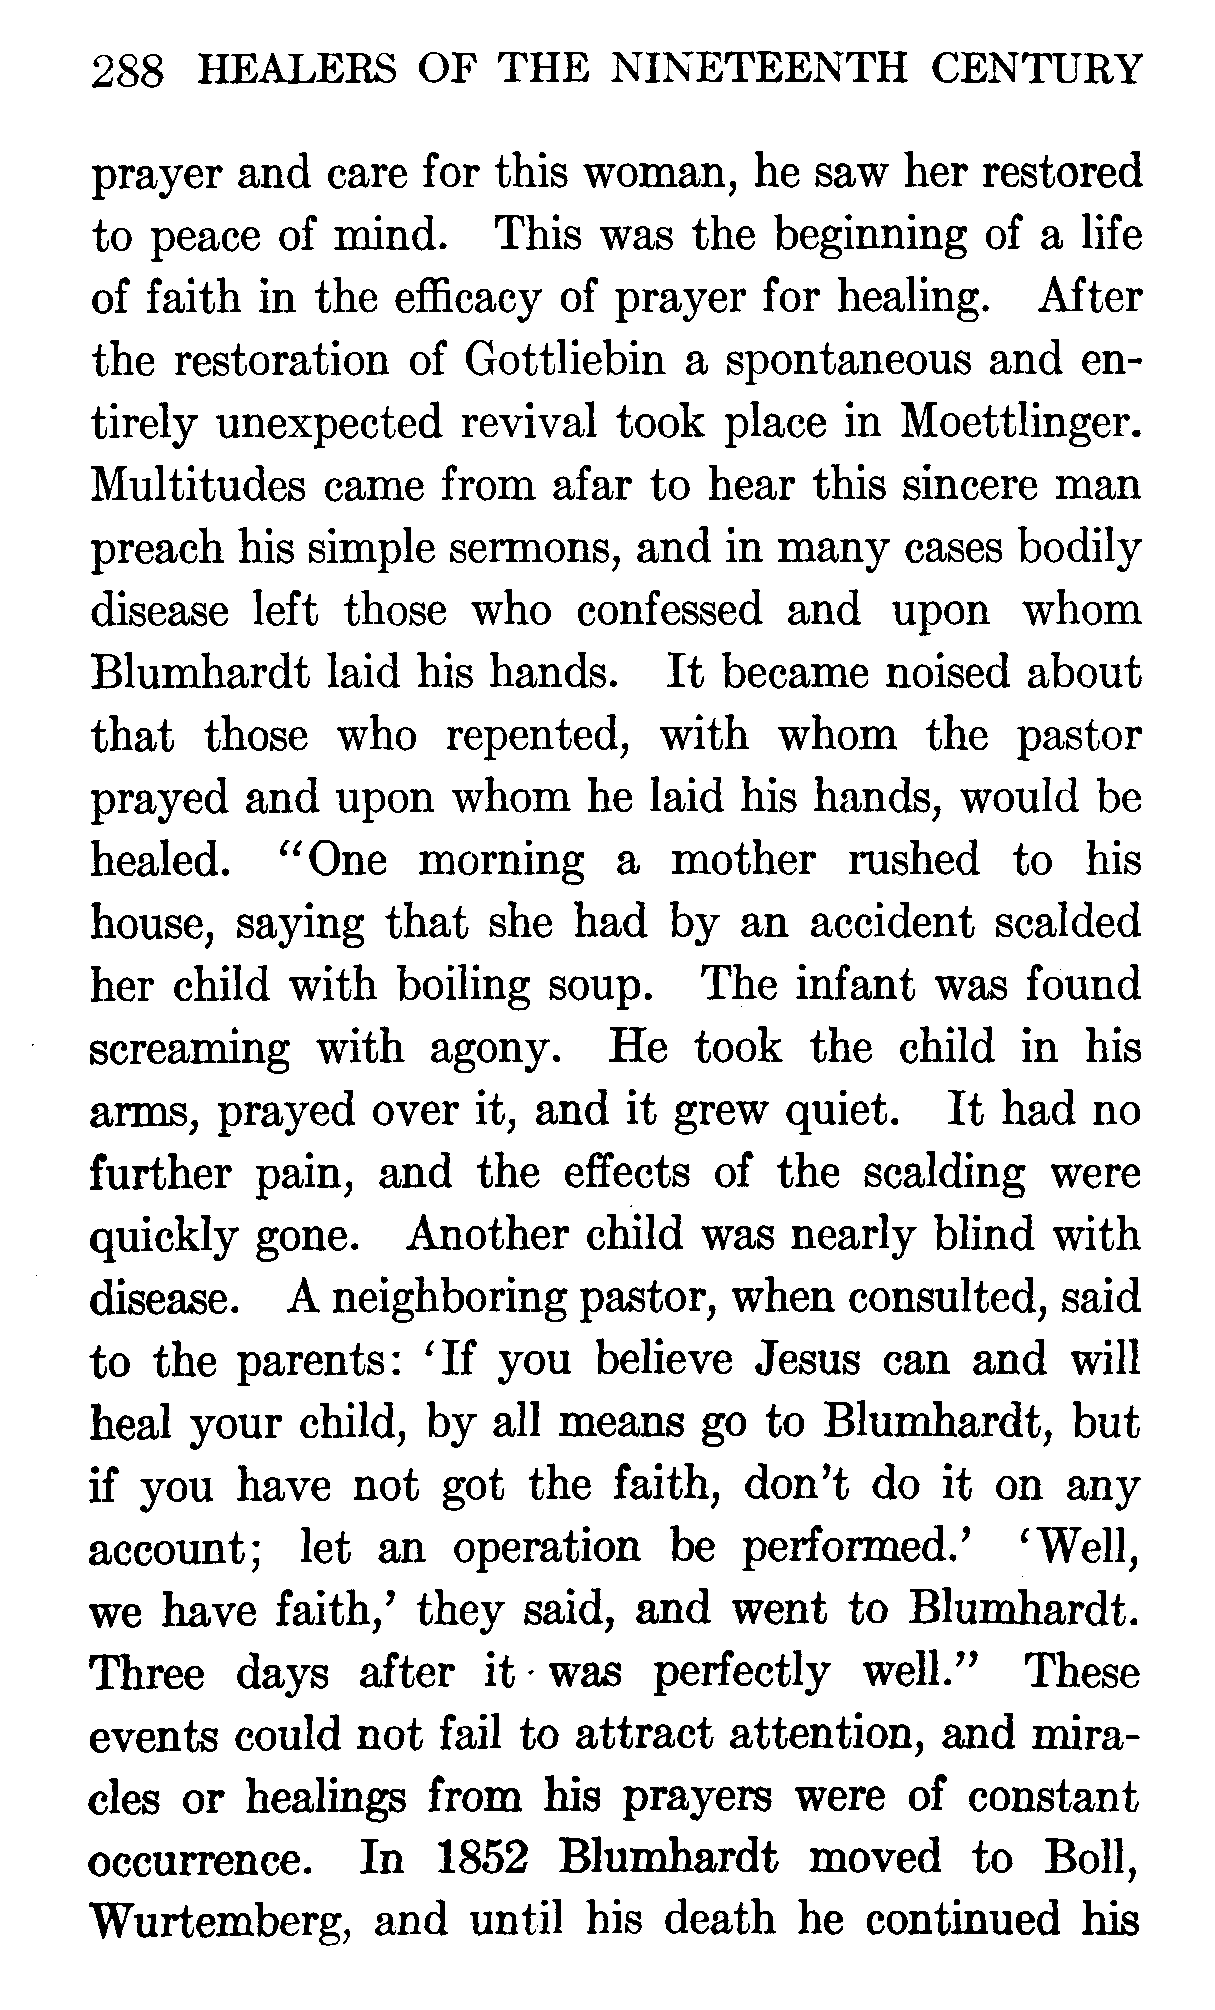 288 HEALERS OF THE NINETEENTH CENTURY
prayer and care for this woman, he saw her restored
to peace of mind. This was the beginning of a life
of faith in the efficacy of prayer for healing. After
the restoration of Gottliebin a spontaneous and en-
tirely unexpected revival took place in Moettlinger.
Multitudes came from afar to hear this sincere man
preach his simple sermons, and in many cases bodily
disease left those who confessed and upon whom
Blumhardt laid his hands. It became noised about
that those who repented, with whom the pastor
prayed and upon whom he laid his hands, would be
healed. "One morning a mother rushed to his
house, saying that she had by an accident scalded
her child with boiling soup. The infant was found
screaming with agony. He took the child in his
arms, prayed over it, and it grew quiet. It had no
further pain, and the effects of the scalding were
quickly gone. Another child was nearly blind with
disease. A neighboring pastor, when consulted, said
to the parents: 'If you believe Jesus can and will
heal your child, by all means go to Blumhardt, but
if you have not got the faith, don't do it on any
account; let an operation be performed.' 'Well,
we have faith,' they said, and went to Blumhardt.
Three days after it was perfectly well." These
events could not fail to attract attention, and mira-
cles or healings from his prayers were of constant
occurrence. In 1852 Blumhardt moved to Boll,
Wurtemberg, and until his death he continued his